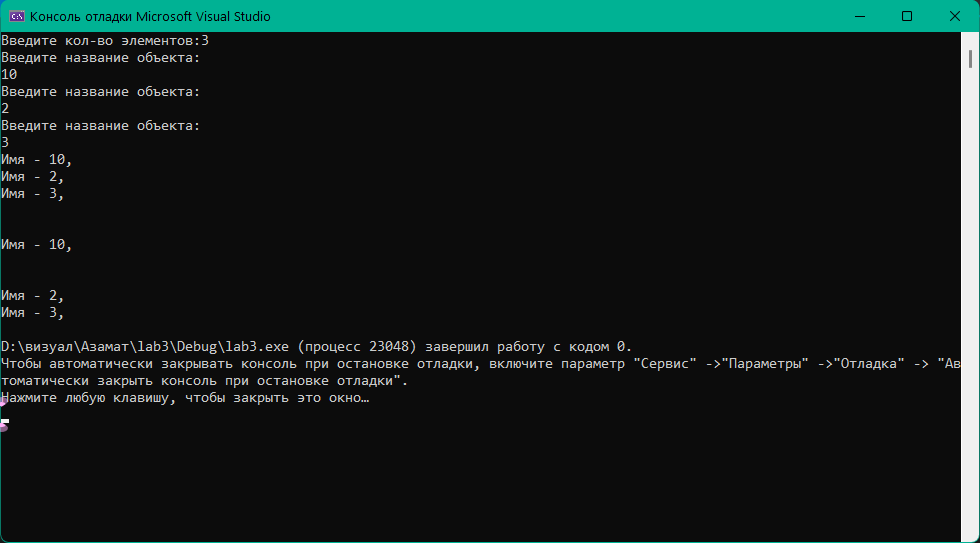 Консоль отладки Microsoft Visual Studio
Введите кол-во элементов:3
Введите название объекта:
10
Введите название объекта:
2
Введите название объекта:
3
Имя - 10,
Имя - 2,
Имя - 3,
Имя - 10,
Имя - 2,
Имя - 3,
D:\визуал\Азамат\lab3\Debug\lab3.exe (процесс 23048) завершил работу с кодом 0.
Чтобы автоматически закрывать консоль при остановке отладки, включите параметр "Сервис" ->"Параметры" ->"Отладка" -> "Ав
томатически закрыть консоль при остановке отладки".
Нажмите любую клавишу, чтобы закрыть это окно…